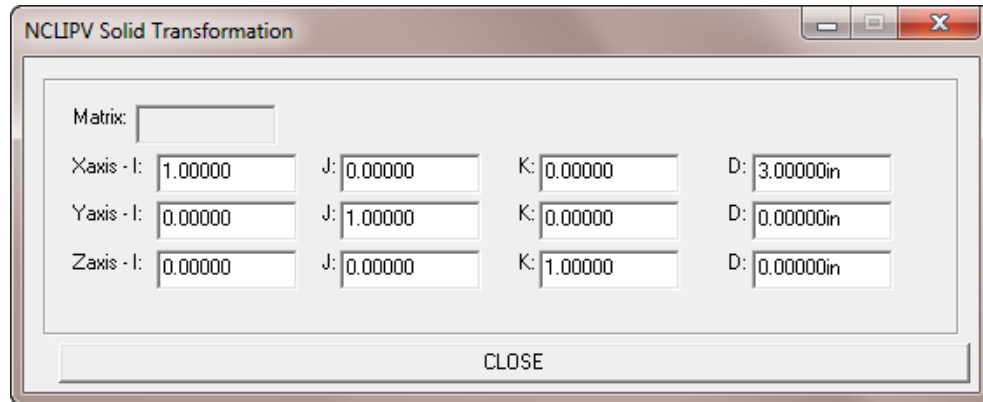 NCLIPV Solid Transformation
Matrix:
Xaxis - I: 1.00000 J: 0.00000 K: 0.00000 D: 3.00000in
Yaxis - I: 0.00000 J: 1.00000 K: 0.00000 D: 0.00000in
Zaxis - I: 0.00000 J: 0.00000 K: 1.00000 D: 0.00000in
CLOSE